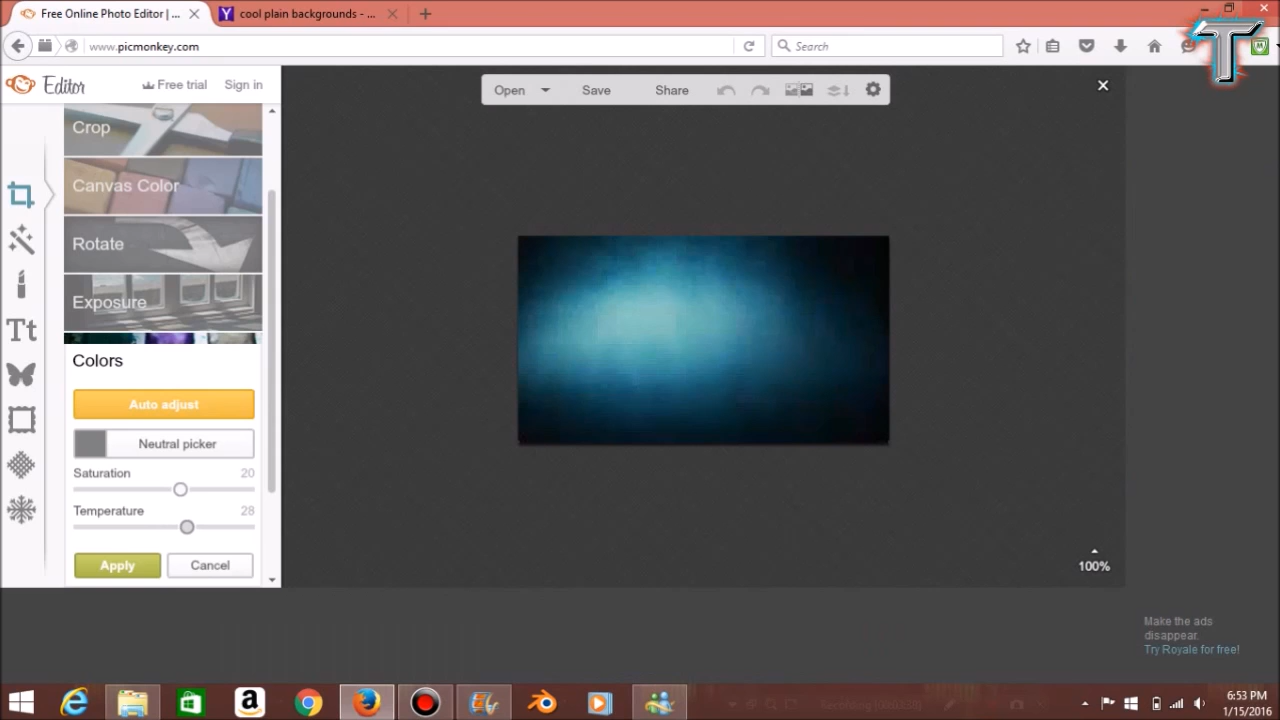 Free Online Photo Editor | ...
cool plain backgrounds - ...
www.picmonkey.com
Search
T
Editor
Free trial
Sign in
Open
Save
Share
Crop
Canvas Color
Rotate
Exposure
Colors
Auto adjust
Neutral picker
Saturation 20
Temperature 28
Apply
Cancel
Tt
100%
Make the ads
disappear.
Try Royale for free!
6:53 PM
1/15/2016